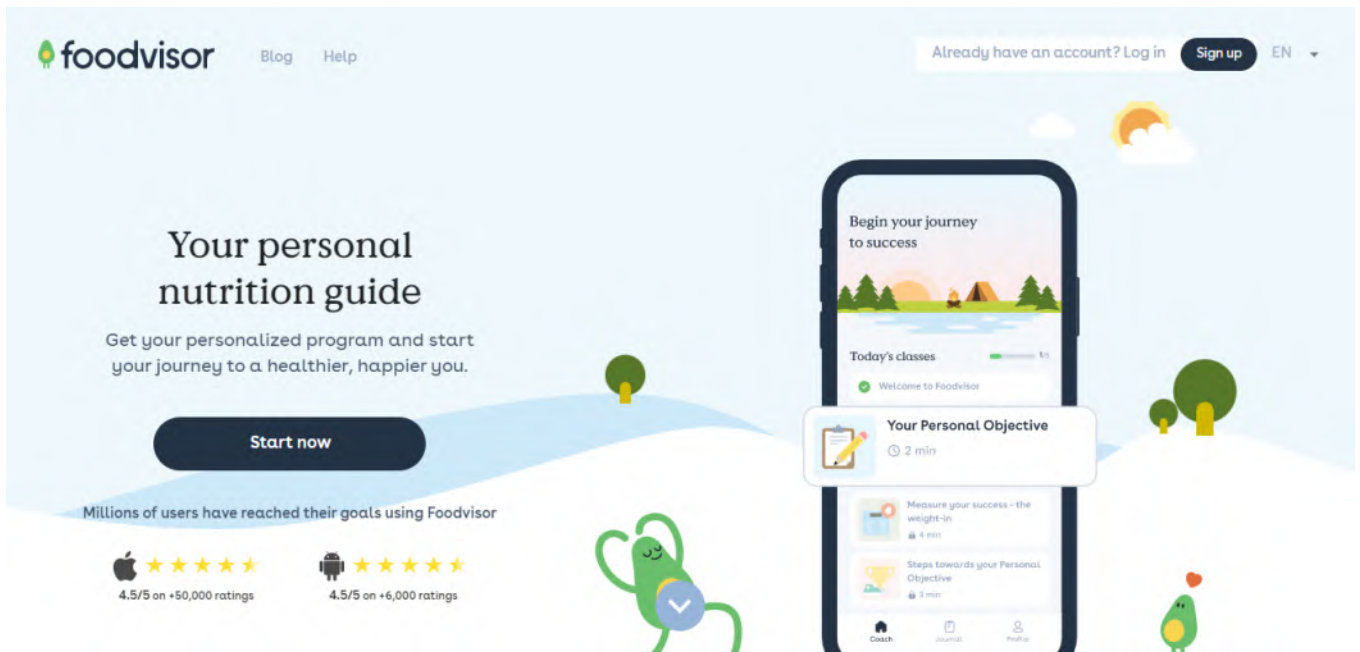 foodvisor
Blog
Help
Already have an account? Log in
Sign up
EN
Your personal
nutrition guide
Get your personalized program and start
your journey to a healthier, happier you.
Start now
Millions of users have reached their goals using Foodvisor
4.5/5 on +50,000 ratings
4.5/5 on +6,000 ratings
Begin your journey
to success
Today's classes
1/5
Welcome to Foodvisor
Your Personal Objective
2 min
Measure your success - the
weight-in
4 min
Steps towards your Personal
Objective
3 min
Coach
Journal
Profile